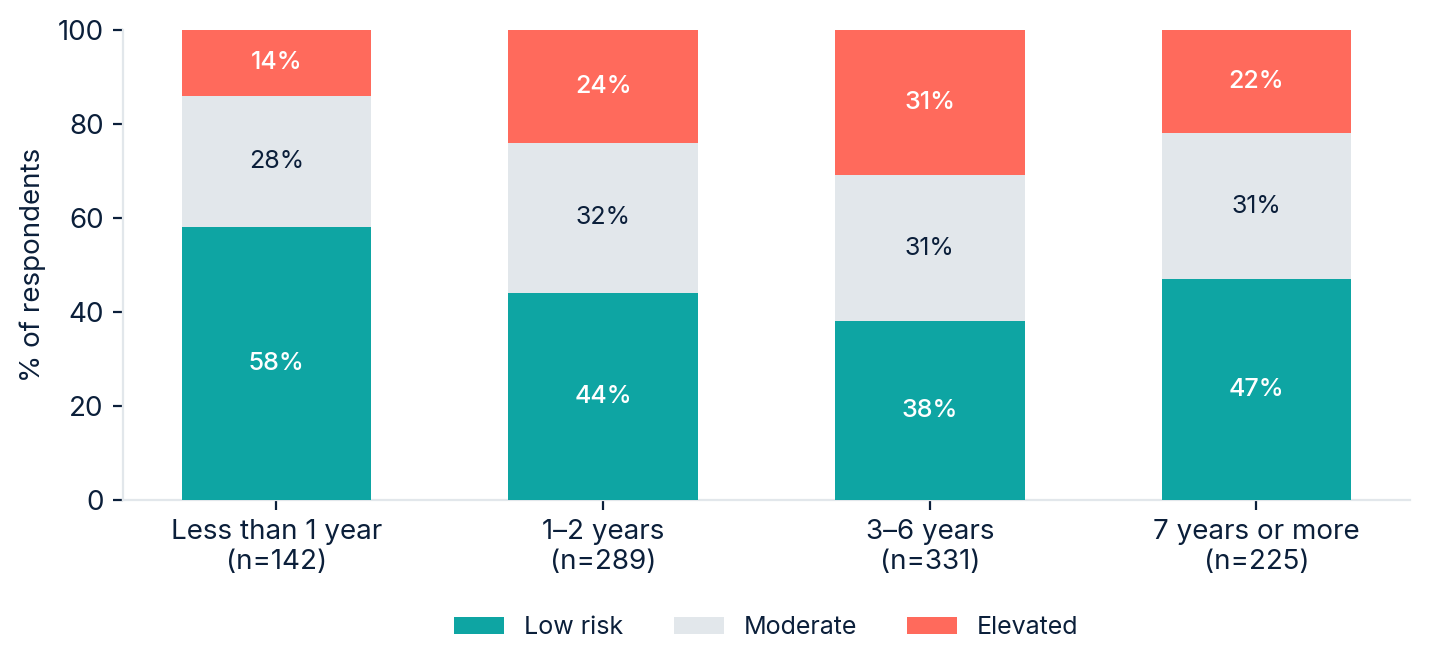 % of respondents
100
80
60
40
20
0
14%
28%
58%
24%
32%
44%
31%
31%
38%
22%
31%
47%
Less than 1 year
(n=142)
1–2 years
(n=289)
3–6 years
(n=331)
7 years or more
(n=225)
Low risk
Moderate
Elevated